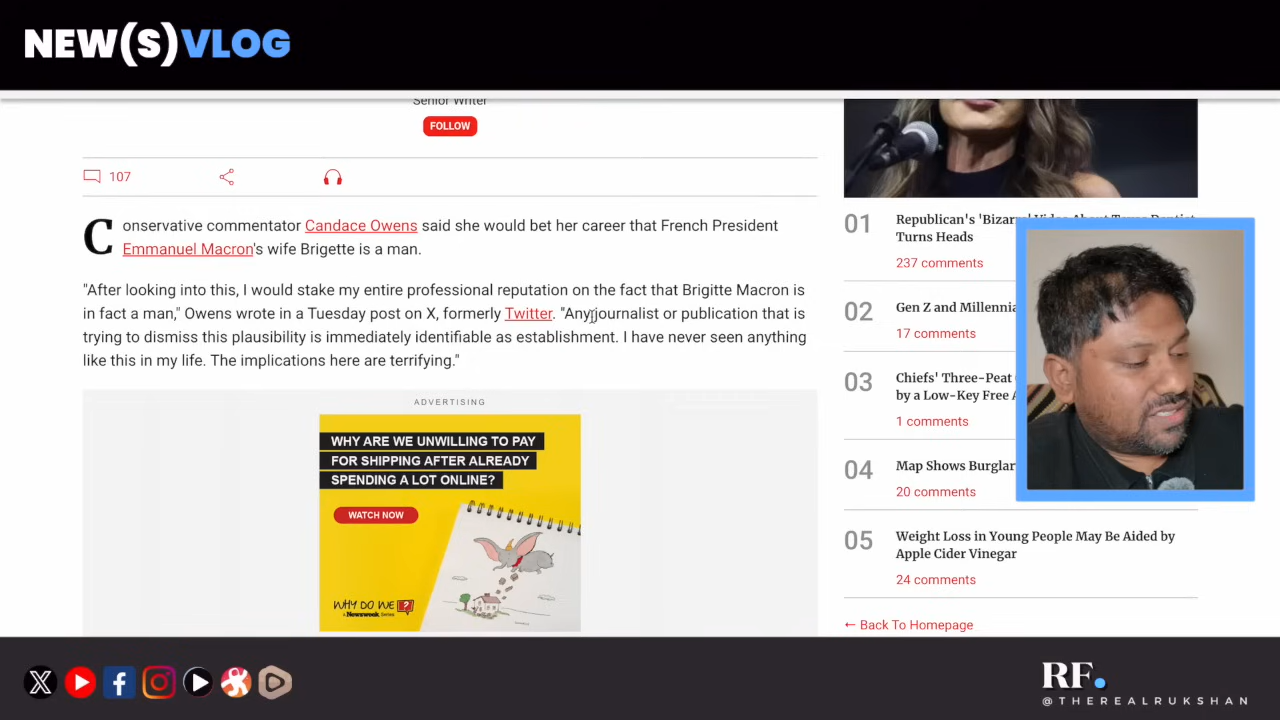 NEW(S)VLOG
Senior Writer
FOLLOW
107
Conservative commentator Candace Owens said she would bet her career that French President
Emmanuel Macron's wife Brigette is a man.
"After looking into this, I would stake my entire professional reputation on the fact that Brigitte Macron is
in fact a man," Owens wrote in a Tuesday post on X, formerly Twitter. "Any journalist or publication that is
trying to dismiss this plausibility is immediately identifiable as establishment. I have never seen anything
like this in my life. The implications here are terrifying."
ADVERTISING
WHY ARE WE UNWILLING TO PAY
FOR SHIPPING AFTER ALREADY
SPENDING A LOT ONLINE?
WATCH NOW
WHY DO WE ?
a Newsweek Series
01
Republican's 'Bizarre' Video About Texas Dentist
Turns Heads
237 comments
02
Gen Z and Millennia
17 comments
03
Chiefs' Three-Peat
by a Low-Key Free
1 comments
04
Map Shows Burglar
20 comments
05
Weight Loss in Young People May Be Aided by
Apple Cider Vinegar
24 comments
← Back To Homepage
RF.
@THEREALRUKSHAN